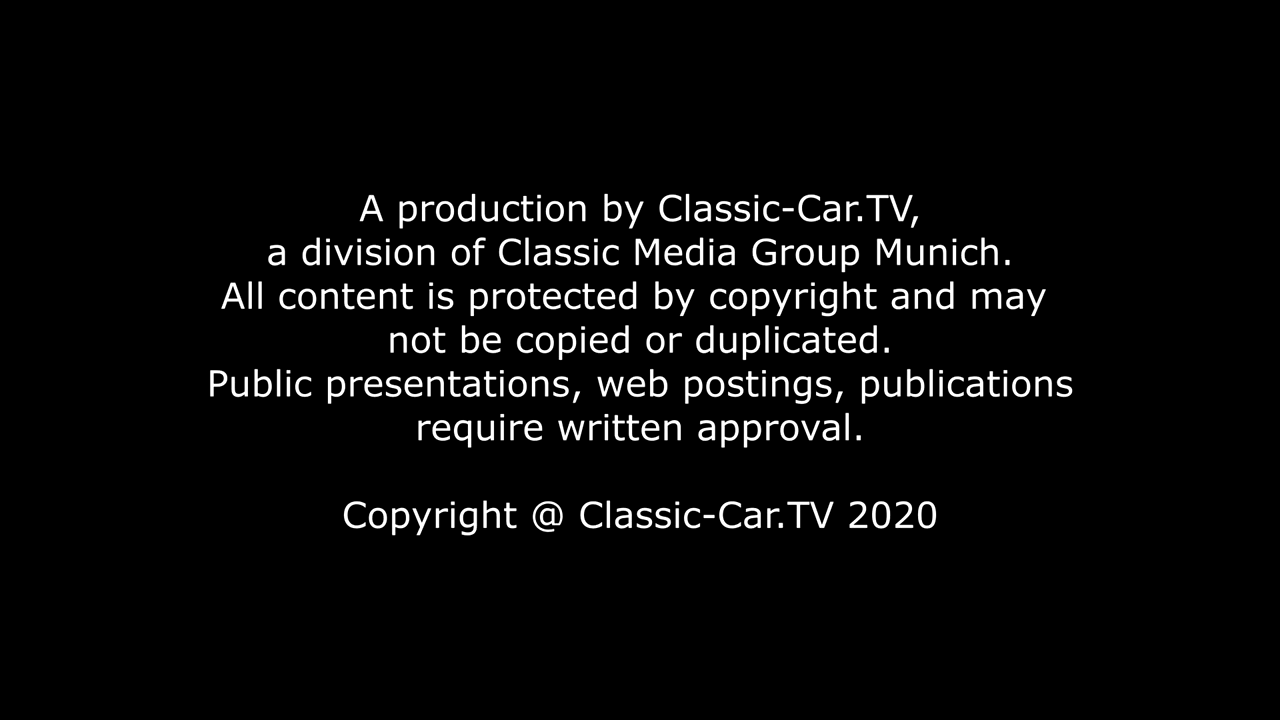 A production by Classic-Car.TV,
a division of Classic Media Group Munich.
All content is protected by copyright and may
not be copied or duplicated.
Public presentations, web postings, publications
require written approval.
Copyright @ Classic-Car.TV 2020